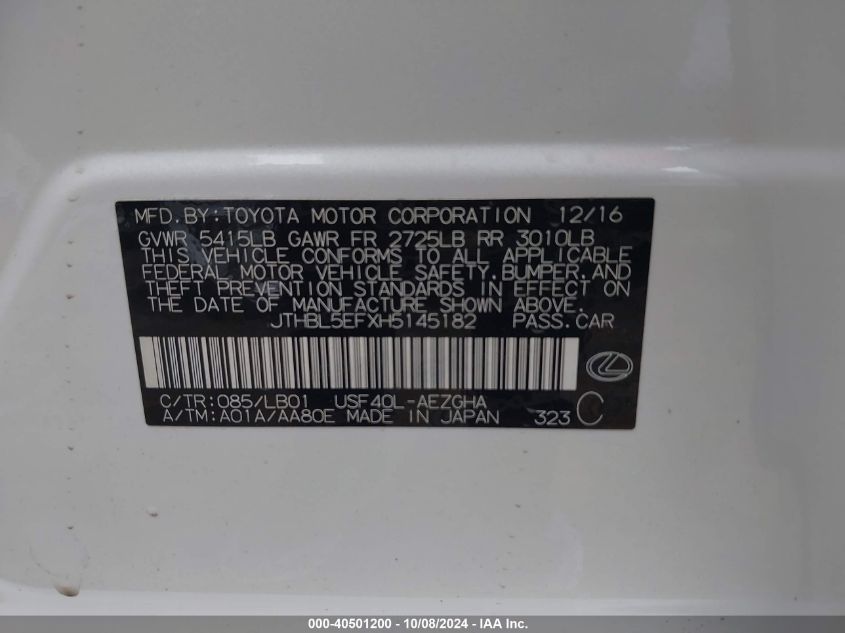 MFD.BY:TOYOTA MOTOR CORPORATION 12/16
GVWR 5415LB GAWR FR 2725LB RR 3010LB
THIS VEHICLE CONFORMS TO ALL APPLICABLE
FEDERAL MOTOR VEHICLE SAFETY,BUMPER,AND
THEFT PREVENTION STANDARDS IN EFFECT ON
THE DATE OF MANUFACTURE SHOWN ABOVE.
JTHBL5EFXH5145182 PASS.CAR
C/TR:085/LB01 USF40L-AEZGHA
A/TM:A01A/AA80E MADE IN JAPAN 323 C
000-40501200 - 10/08/2024 - IAA Inc.